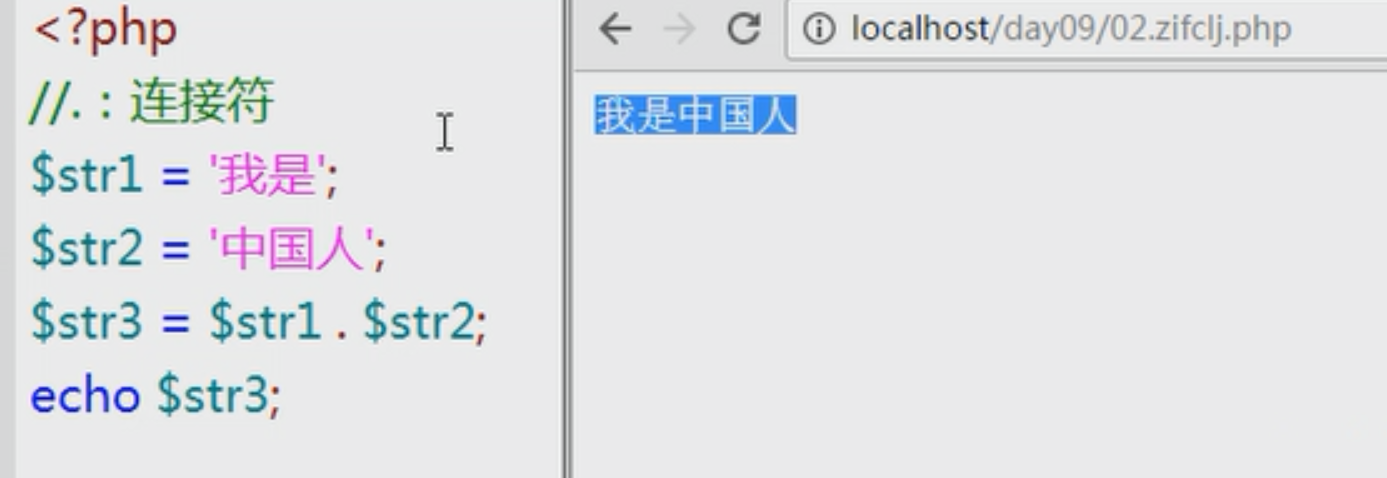 <?php
//. : 连接符
$str1 = '我是';
$str2 = '中国人';
$str3 = $str1 . $str2;
echo $str3;
localhost/day09/02.zifclj.php
我是中国人